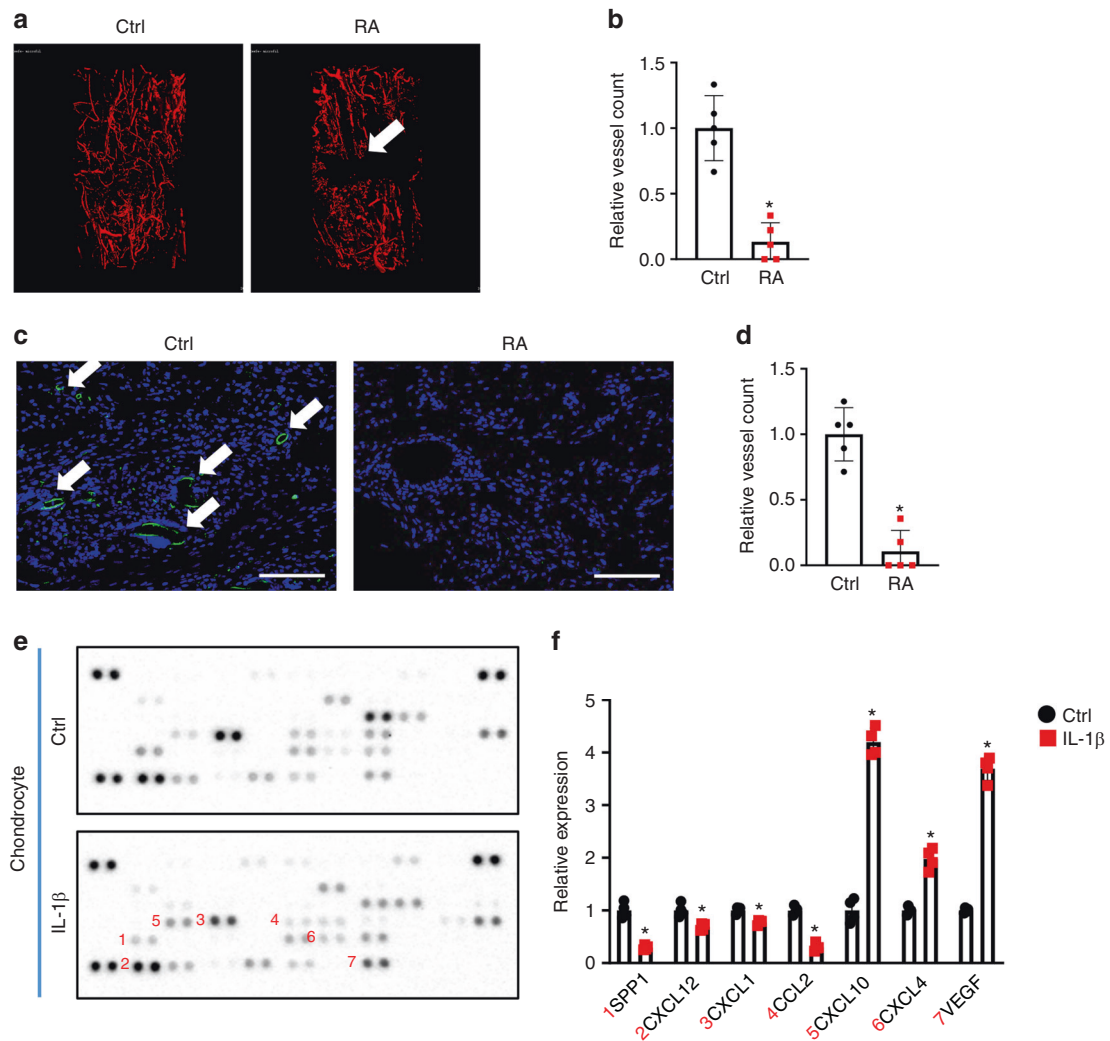 a
Ctrl
RA
b
Relative vessel count
1.5
1.0
0.5
0.0
*
Ctrl
RA
c
Ctrl
RA
d
Relative vessel count
1.5
1.0
0.5
0.0
*
Ctrl
RA
e
Chondrocyte
Ctrl
IL-1β
5
3
4
1
6
2
7
f
Relative expression
5
4
3
2
1
0
*
*
*
*
*
*
*
1SPP1
2CXCL12
3CXCL1
4CCL2
5CXCL10
6CXCL4
7VEGF
Ctrl
IL-1β